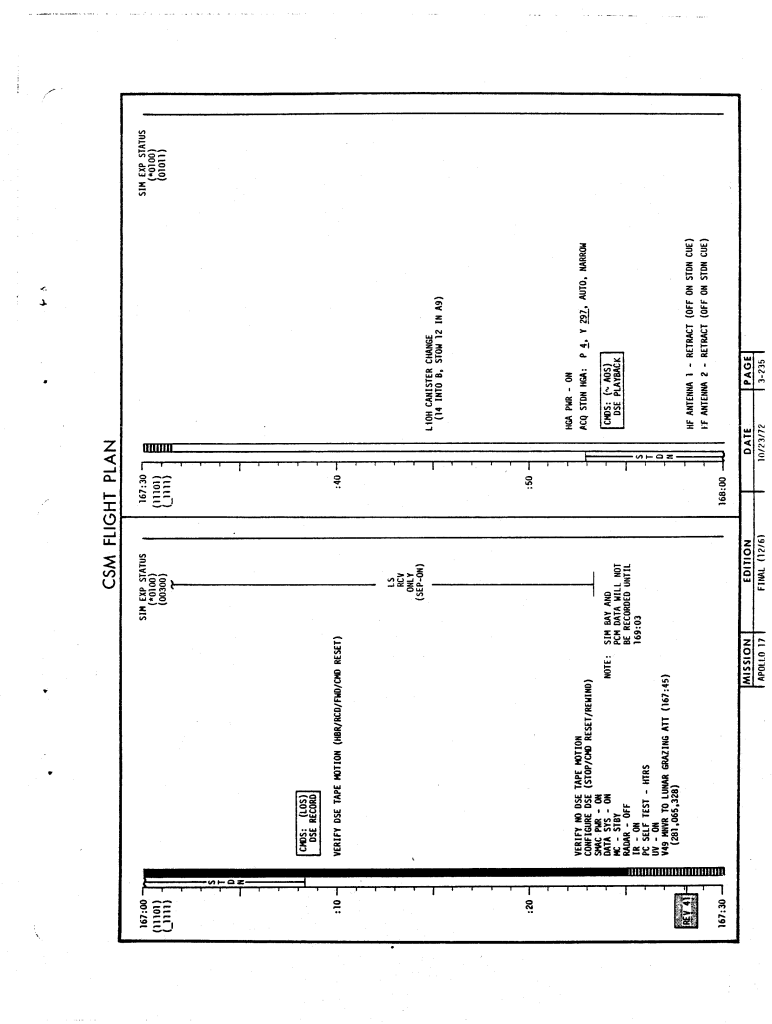 CSM FLIGHT PLAN
167:00
(11101)
(_1111)
SIM EXP STATUS
(*0100)
(00300)
S
T
D
N
CMDS: (LOS)
DSE RECORD
:10
VERIFY DSE TAPE MOTION (HBR/RCD/FWD/CMD RESET)
LS
RCV
ONLY
(SEP-ON)
:20
VERIFY NO DSE TAPE MOTION
CONFIGURE DSE (STOP/CMD RESET/REWIND)
SMAC PWR - ON
DATA SYS - ON
MC - STBY
RADAR - OFF
IR - ON
PC SELF TEST - HTRS
UV - ON
V49 MNVR TO LUNAR GRAZING ATT (167:45)
(281,065,328)
NOTE: SIM BAY AND
PCM DATA WILL NOT
BE RECORDED UNTIL
169:03
REV 41
167:30
167:30
(11101)
(_1111)
SIM EXP STATUS
(*0100)
(01011)
:40
LIOH CANISTER CHANGE
(14 INTO B, STOW 12 IN A9)
:50
HGA PWR - ON
ACQ STDN HGA: P 4, Y 297, AUTO, NARROW
CMDS: (~ AOS)
DSE PLAYBACK
S
T
D
N
HF ANTENNA 1 - RETRACT (OFF ON STDN CUE)
HF ANTENNA 2 - RETRACT (OFF ON STDN CUE)
168:00
MISSION EDITION DATE PAGE
APOLLO 17 FINAL (12/6) 10/23/72 3-235